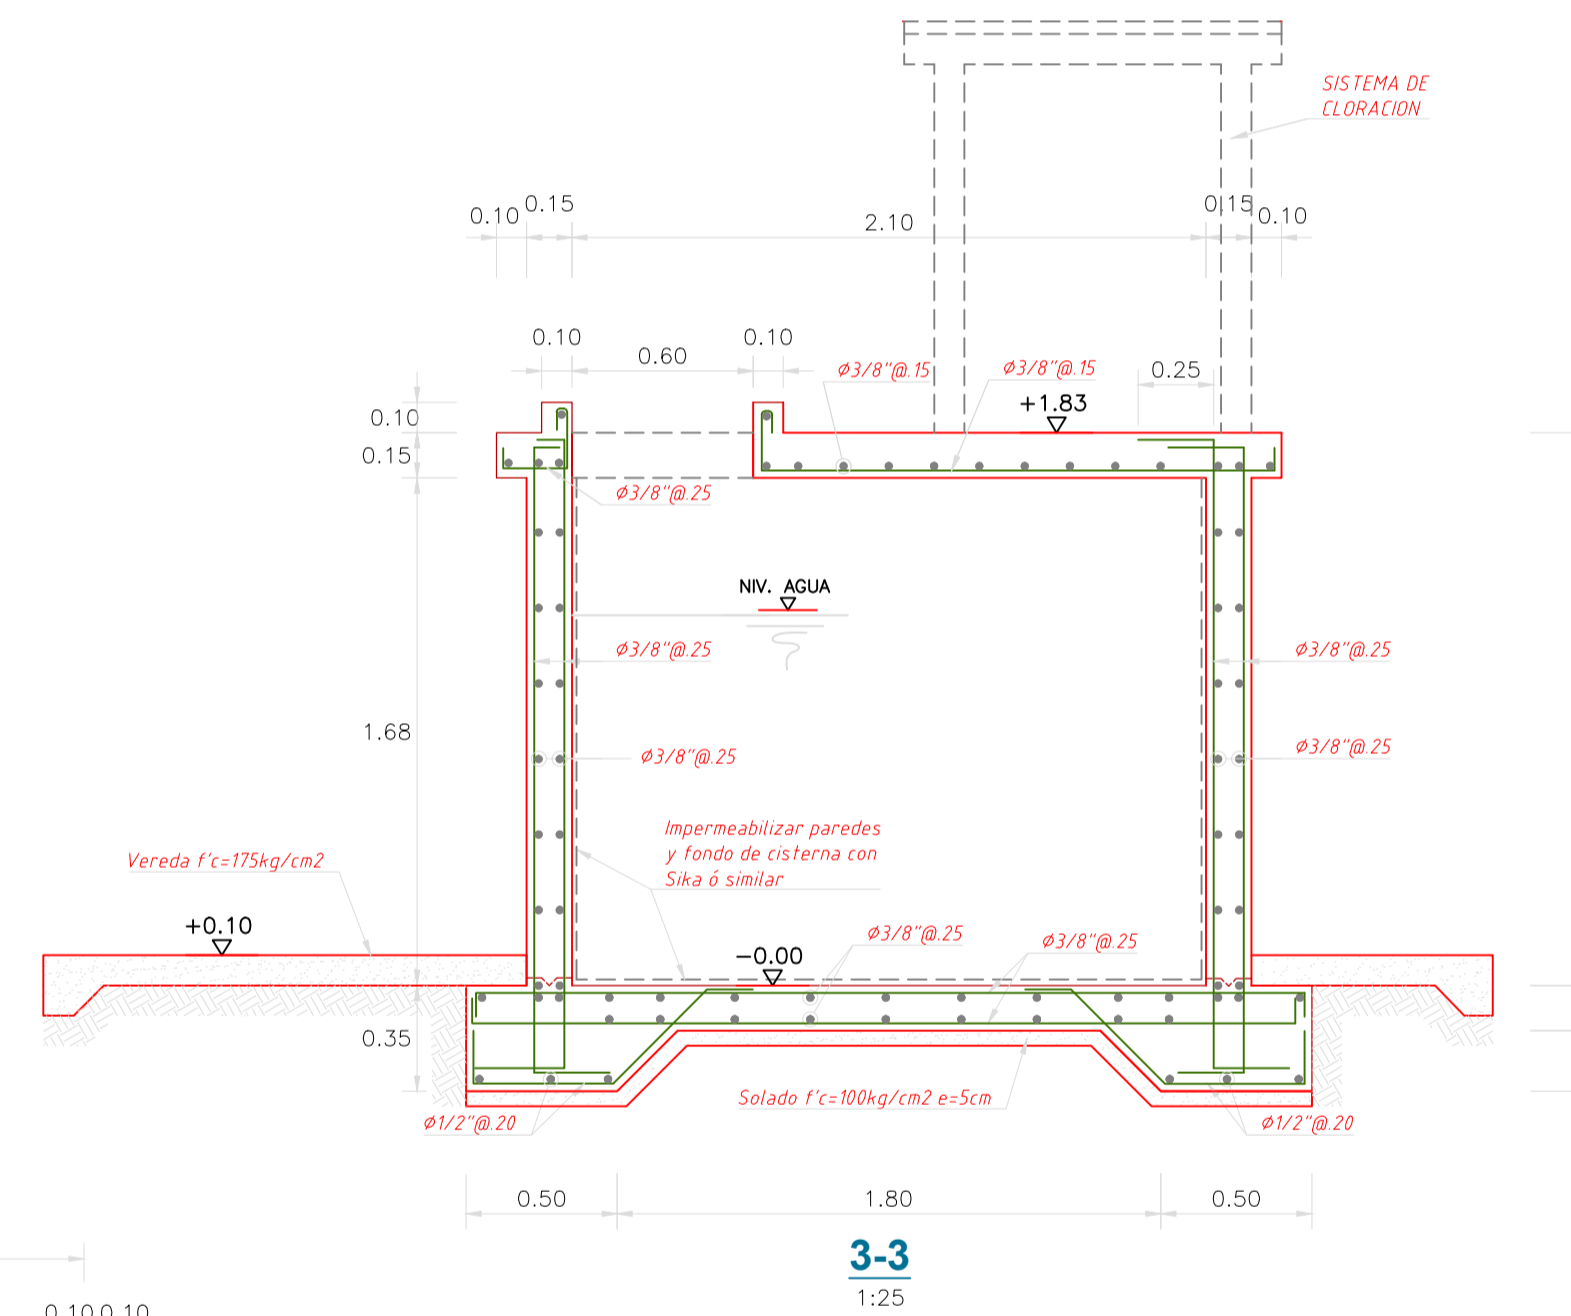 SISTEMA DE
CLORACION
0.10
0.15
2.10
0.15
0.10
0.10
0.60
0.10
ø3/8"@.15
ø3/8"@.15
0.25
+1.83
0.10
0.15
ø3/8"@.25
NIV. AGUA
ø3/8"@.25
ø3/8"@.25
1.68
ø3/8"@.25
ø3/8"@.25
Impermeabilizar paredes
y fondo de cisterna con
Sika ó similar
Vereda f'c=175kg/cm2
+0.10
-0.00
ø3/8"@.25
ø3/8"@.25
0.35
Solado f'c=100kg/cm2 e=5cm
ø1/2"@.20
ø1/2"@.20
0.50
1.80
0.50
3-3
1:25
0.10 0.10